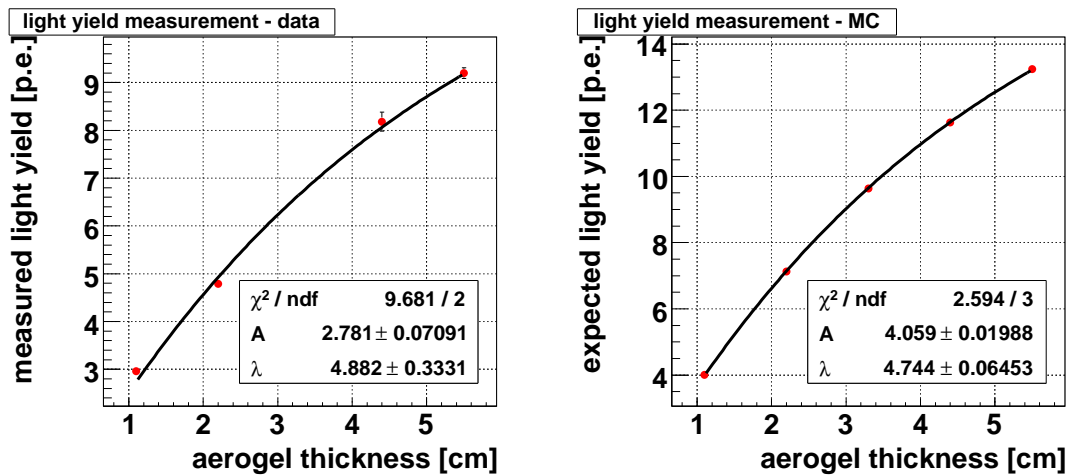 light yield measurement - data
measured light yield [p.e.]
9
8
7
6
5
4
3
χ² / ndf 9.681 / 2
A 2.781 ± 0.07091
λ 4.882 ± 0.3331
1 2 3 4 5
aerogel thickness [cm]
light yield measurement - MC
expected light yield [p.e.]
14
12
10
8
6
4
χ² / ndf 2.594 / 3
A 4.059 ± 0.01988
λ 4.744 ± 0.06453
1 2 3 4 5
aerogel thickness [cm]